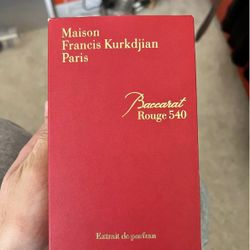 Maison
Francis Kurkdjian
Paris
Baccarat
Rouge 540
Extrait de parfum